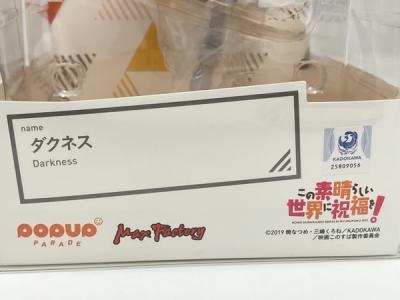 name
ダクネス
Darkness
KADOKAWA
25809056
この素晴らしい
世界に祝福を!
POPUP
PARADE
Max Factory
©2019 暁なつめ・三嶋くろね/KADOKAWA
/映画このすば製作委員会